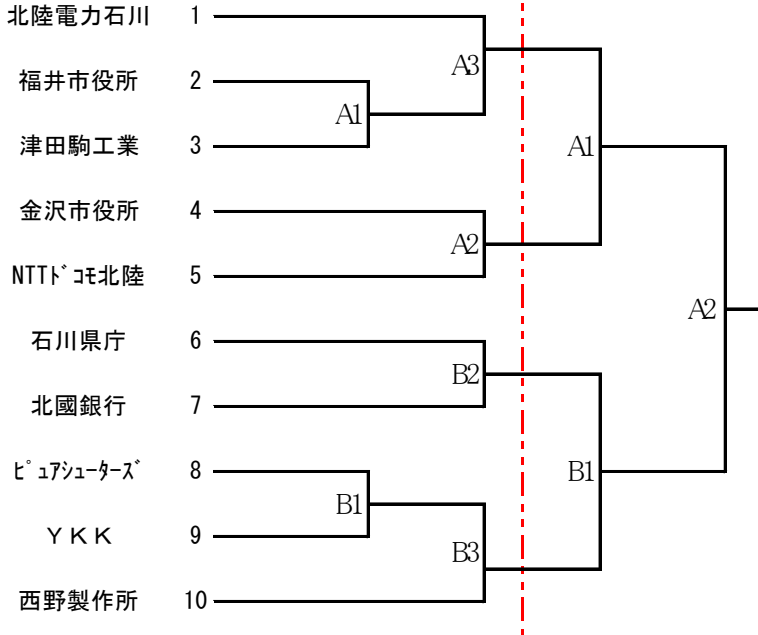 北陸電力石川 1
A3
福井市役所 2
A1
津田駒工業 3
A1
金沢市役所 4
A2
NTTﾄﾞｺﾓ北陸 5
A2
石川県庁 6
B2
北國銀行 7
ﾋﾟｭｱｼｭｰﾀｰｽﾞ 8
B1
B1
ＹＫＫ 9
B3
西野製作所 10